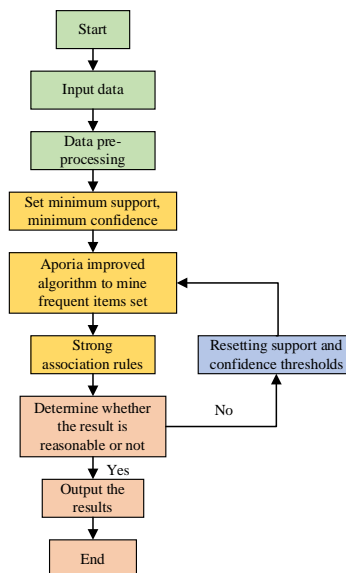 Start
Input data
Data pre-
processing
Set minimum support,
minimum confidence
Aporia improved
algorithm to mine
frequent items set
Strong
association rules
Resetting support and
confidence thresholds
Determine whether
the result is
reasonable or not
No
Yes
Output the
results
End